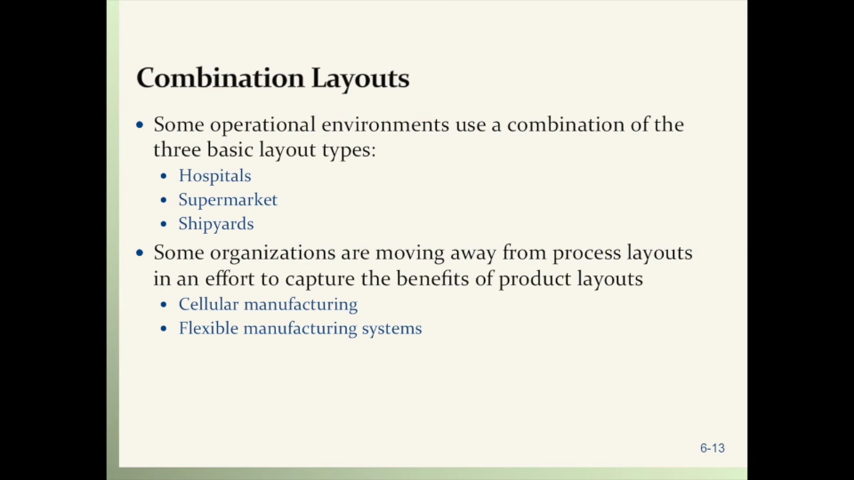 Combination Layouts
• Some operational environments use a combination of the
three basic layout types:
• Hospitals
• Supermarket
• Shipyards
• Some organizations are moving away from process layouts
in an effort to capture the benefits of product layouts
• Cellular manufacturing
• Flexible manufacturing systems
6-13